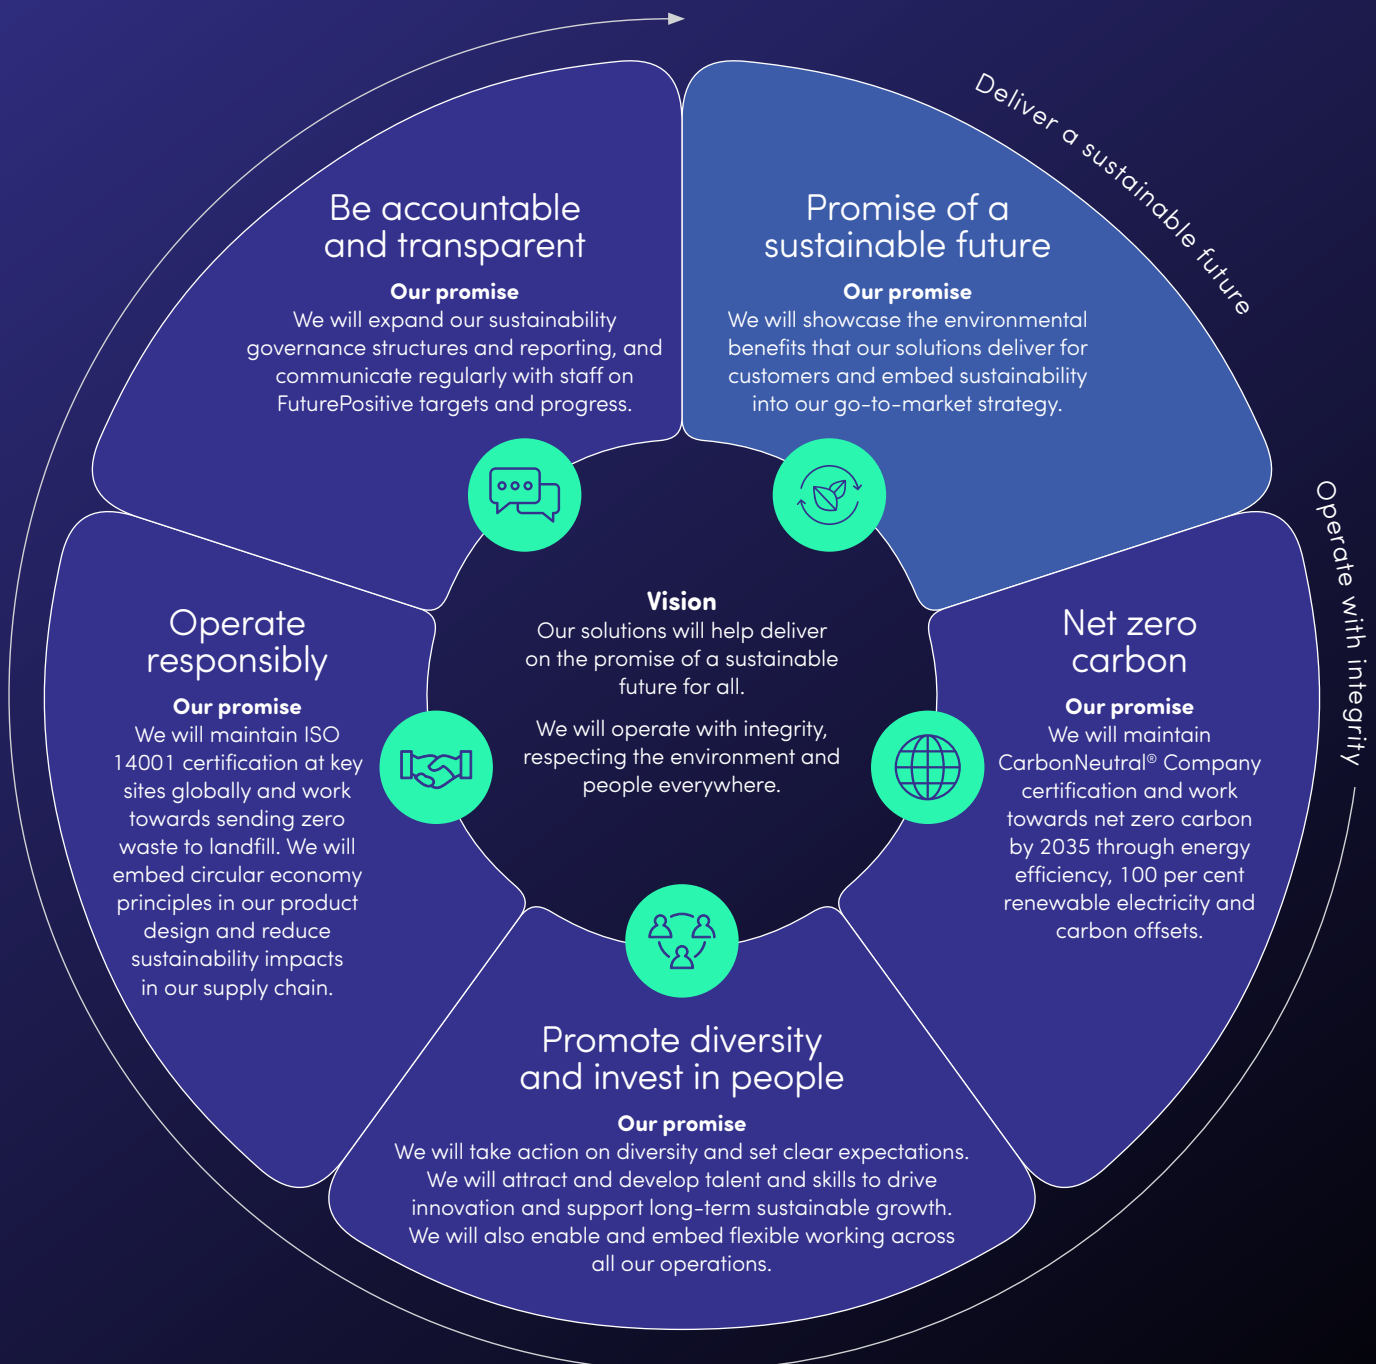 Deliver a sustainable future
Be accountable
and transparent
Our promise
We will expand our sustainability
governance structures and reporting, and
communicate regularly with staff on
FuturePositive targets and progress.
Promise of a
sustainable future
Our promise
We will showcase the environmental
benefits that our solutions deliver for
customers and embed sustainability
into our go-to-market strategy.
Operate with integrity
Operate
responsibly
Our promise
We will maintain ISO
14001 certification at key
sites globally and work
towards sending zero
waste to landfill. We will
embed circular economy
principles in our product
design and reduce
sustainability impacts
in our supply chain.
Vision
Our solutions will help deliver
on the promise of a sustainable
future for all.
We will operate with integrity,
respecting the environment and
people everywhere.
Net zero
carbon
Our promise
We will maintain
CarbonNeutral® Company
certification and work
towards net zero carbon
by 2035 through energy
efficiency, 100 per cent
renewable electricity and
carbon offsets.
Promote diversity
and invest in people
Our promise
We will take action on diversity and set clear expectations.
We will attract and develop talent and skills to drive
innovation and support long-term sustainable growth.
We will also enable and embed flexible working across
all our operations.